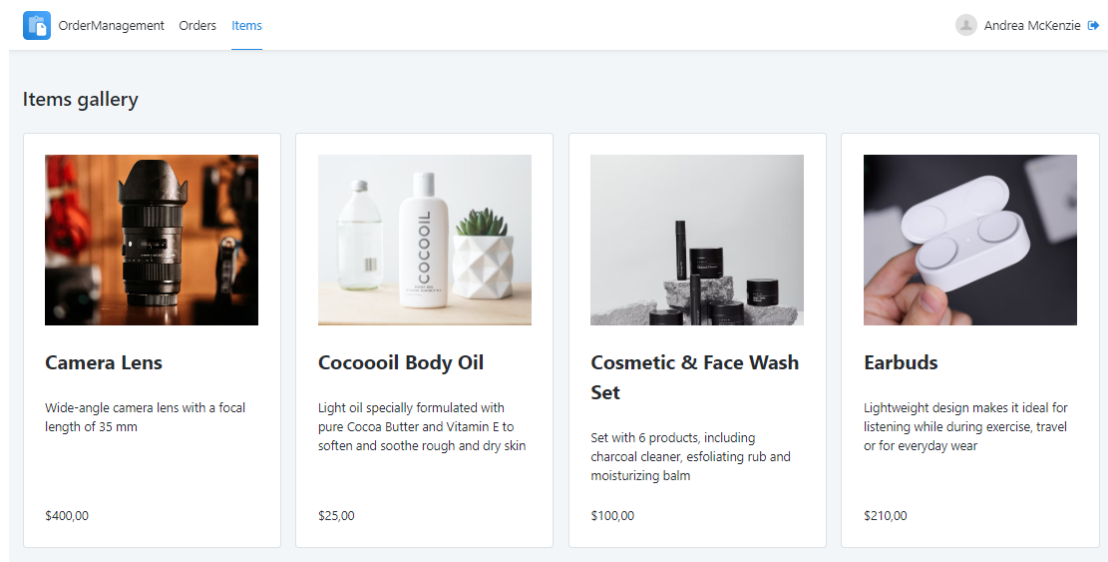 OrderManagement Orders Items
Andrea McKenzie
Items gallery
COCOOIL
Camera Lens
Wide-angle camera lens with a focal
length of 35 mm
$400,00
Cocoooil Body Oil
Light oil specially formulated with
pure Cocoa Butter and Vitamin E to
soften and soothe rough and dry skin
$25,00
Cosmetic & Face Wash
Set
Set with 6 products, including
charcoal cleaner, esfoliating rub and
moisturizing balm
$100,00
Earbuds
Lightweight design makes it ideal for
listening while during exercise, travel
or for everyday wear
$210,00